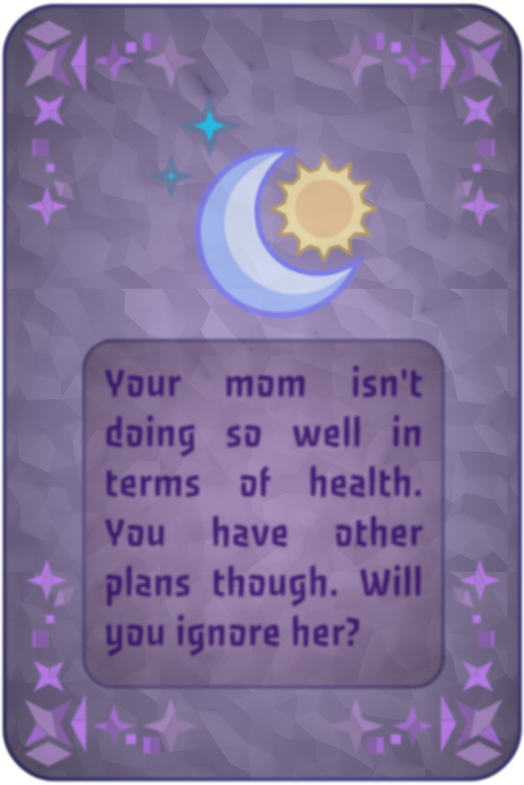 Your mom isn't
doing so well in
terms of health.
You have other
plans though. Will
you ignore her?